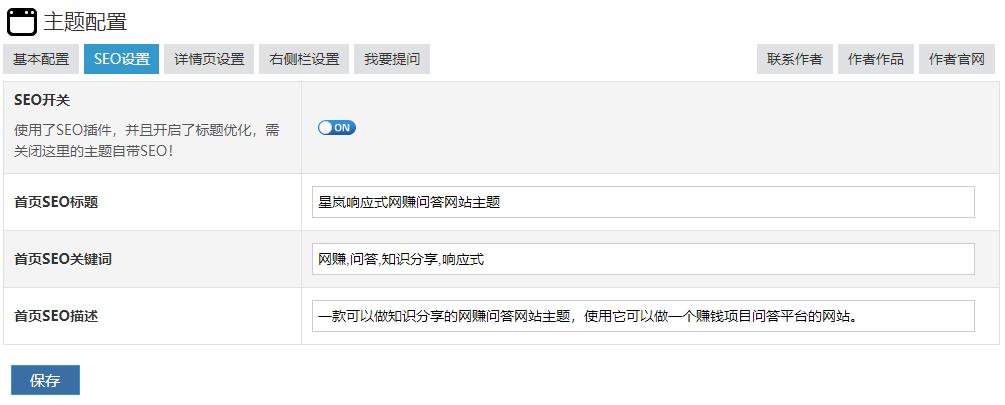 主题配置
基本配置 SEO设置 详情页设置 右侧栏设置 我要提问 联系作者 作者作品 作者官网
SEO开关
使用了SEO插件，并且开启了标题优化，需
关闭这里的主题自带SEO！
ON
首页SEO标题 星岚响应式网赚问答网站主题
首页SEO关键词 网赚,问答,知识分享,响应式
首页SEO描述 一款可以做知识分享的网赚问答网站主题，使用它可以做一个赚钱项目问答平台的网站。
保存